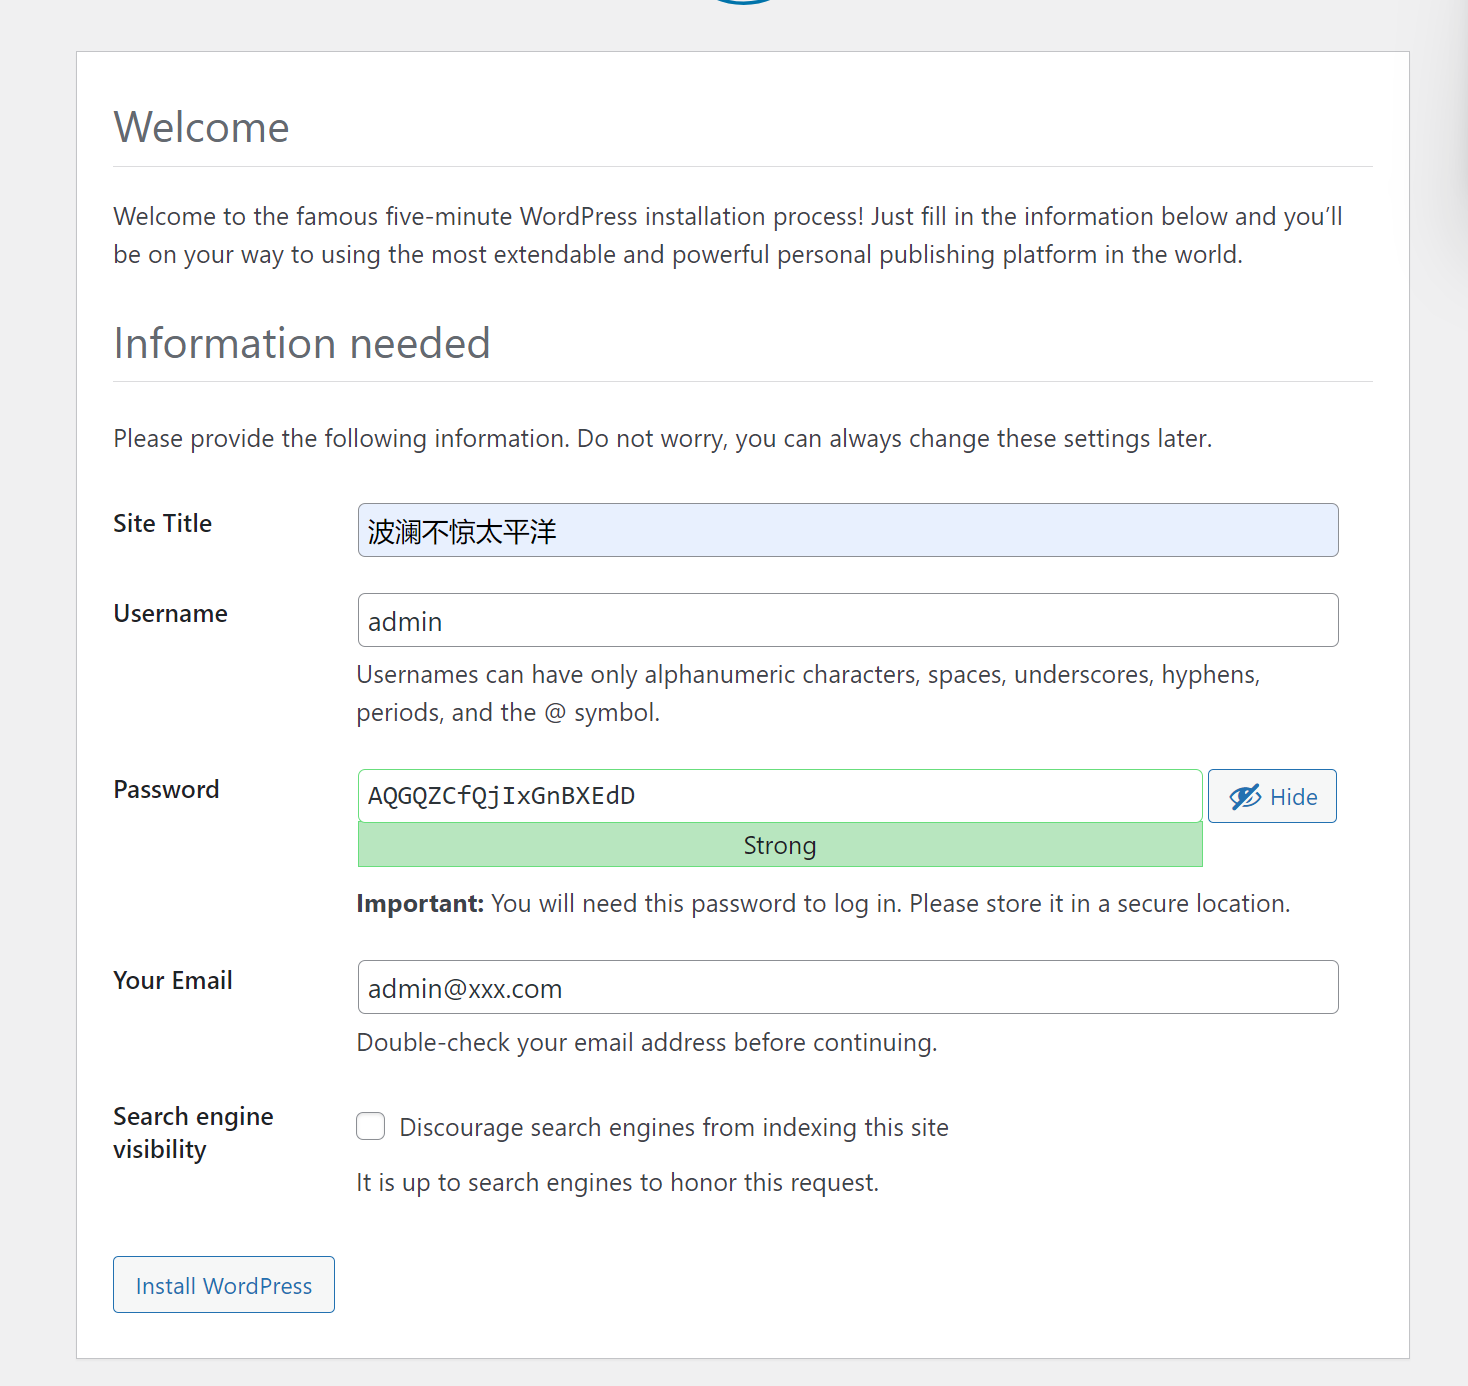 Welcome
Welcome to the famous five-minute WordPress installation process! Just fill in the information below and you’ll
be on your way to using the most extendable and powerful personal publishing platform in the world.
Information needed
Please provide the following information. Do not worry, you can always change these settings later.
Site Title
波澜不惊太平洋
Username
admin
Usernames can have only alphanumeric characters, spaces, underscores, hyphens,
periods, and the @ symbol.
Password
AQGQZCfQjIxGnBXEdD
Hide
Strong
Important: You will need this password to log in. Please store it in a secure location.
Your Email
admin@xxx.com
Double-check your email address before continuing.
Search engine
visibility
Discourage search engines from indexing this site
It is up to search engines to honor this request.
Install WordPress